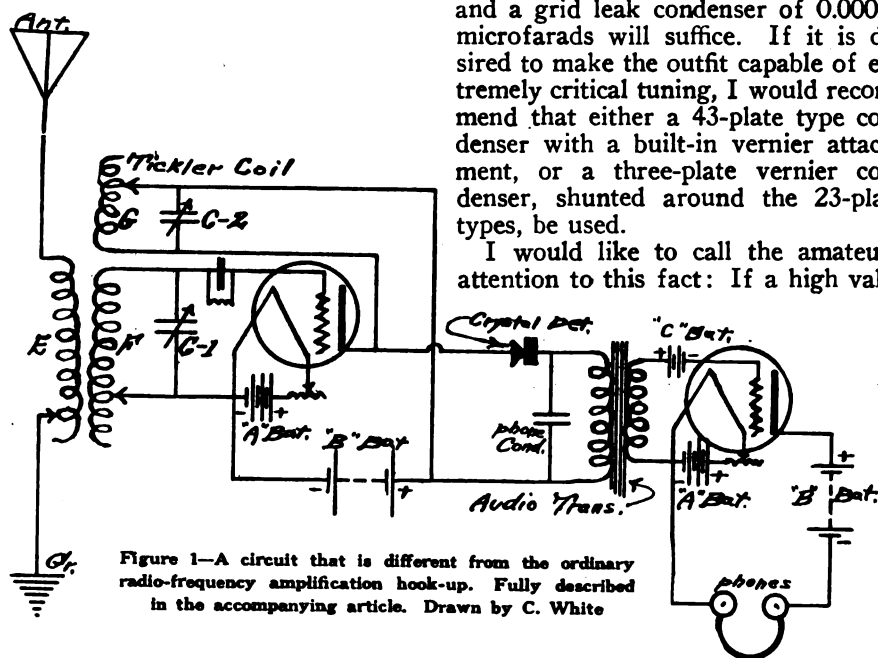 and a grid leak condenser of 0.000
microfarads will suffice. If it is d
sired to make the outfit capable of e
tremely critical tuning, I would recor
mend that either a 43-plate type co
denser with a built-in vernier attac
ment, or a three-plate vernier co
denser, shunted around the 23-pla
types, be used.
I would like to call the amateu
attention to this fact: If a high val
Ant.
Tickler Coil
G
C-2
E
F
C-1
"A" Bat.
"B" Bat
Crystal Det.
phone
Cond.
Audio Trans.
"C" Bat.
"A" Bat.
"B" Bat.
phones
Gr.
Figure 1—A circuit that is different from the ordinary
radio-frequency amplification hook-up. Fully described
in the accompanying article. Drawn by C. White